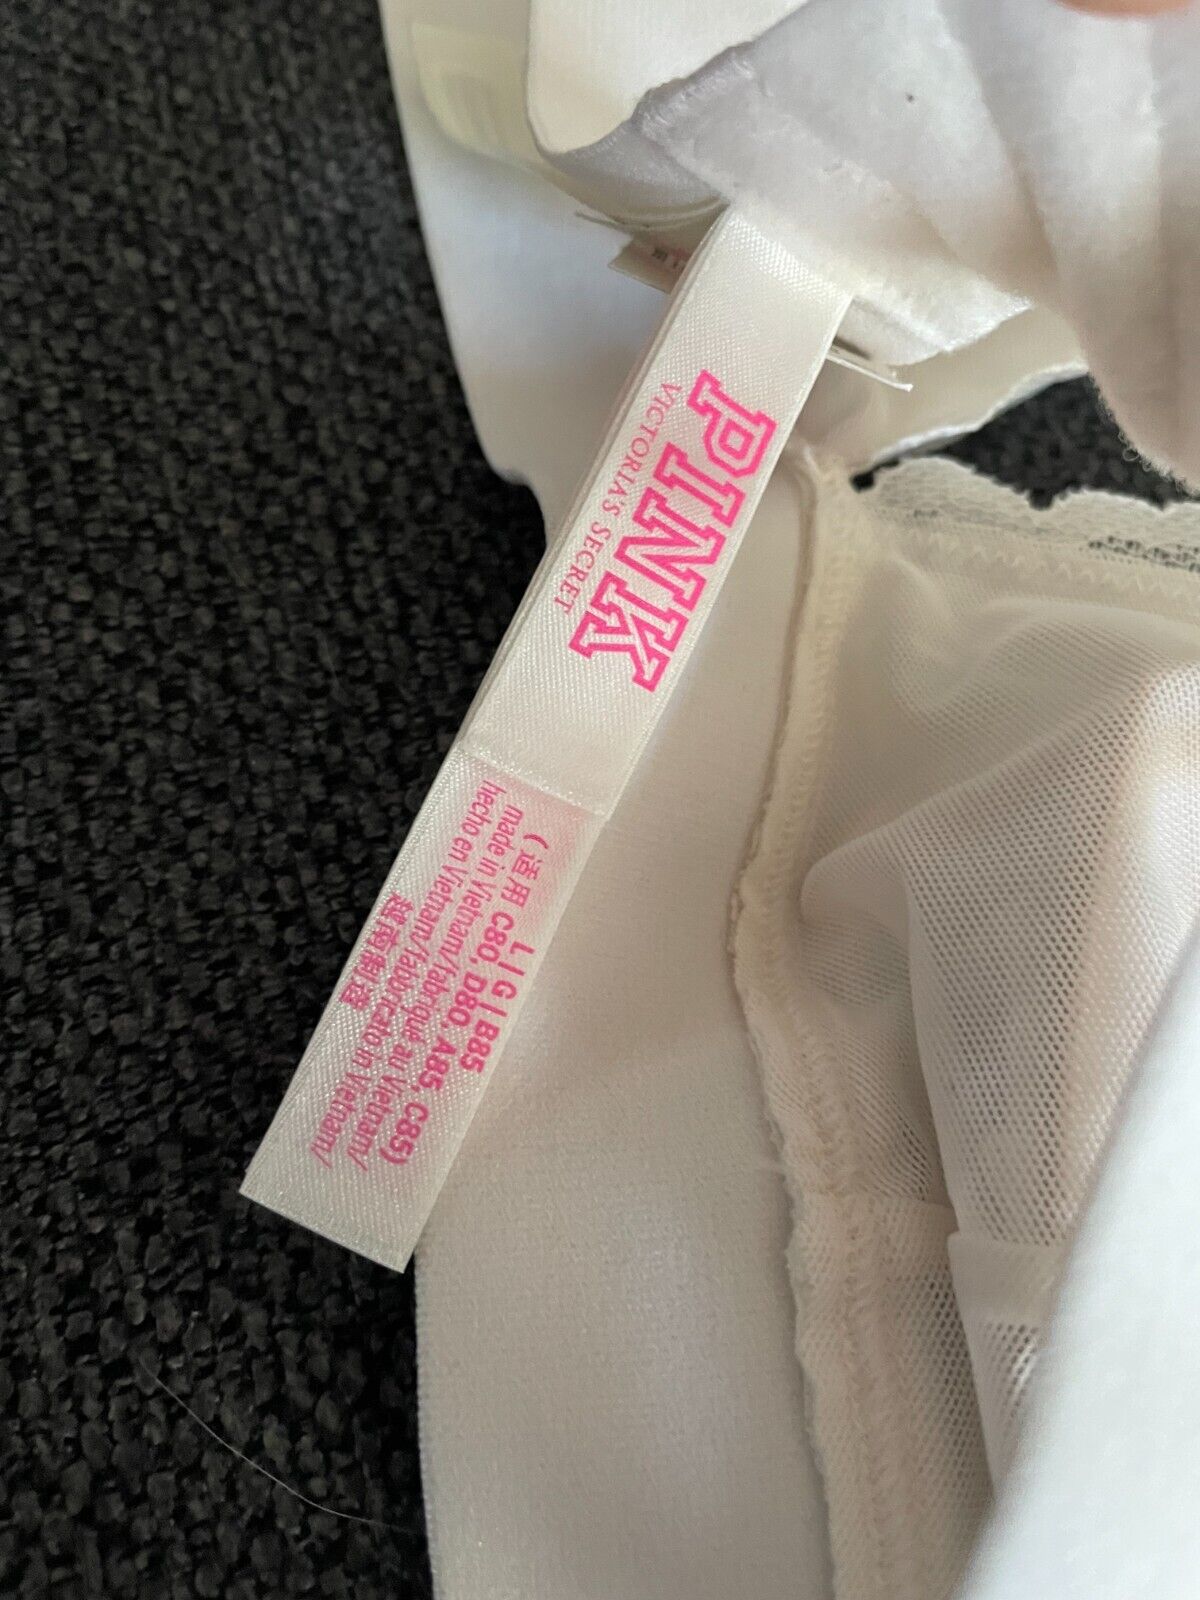 PINK
VICTORIA'S SECRET
L | G | B85
(适用 C80, D80, A85, C85)
made in Vietnam/fabriqué au Vietnam/
hecho en Vietnam/fabbricato in Vietnam/
越南制造